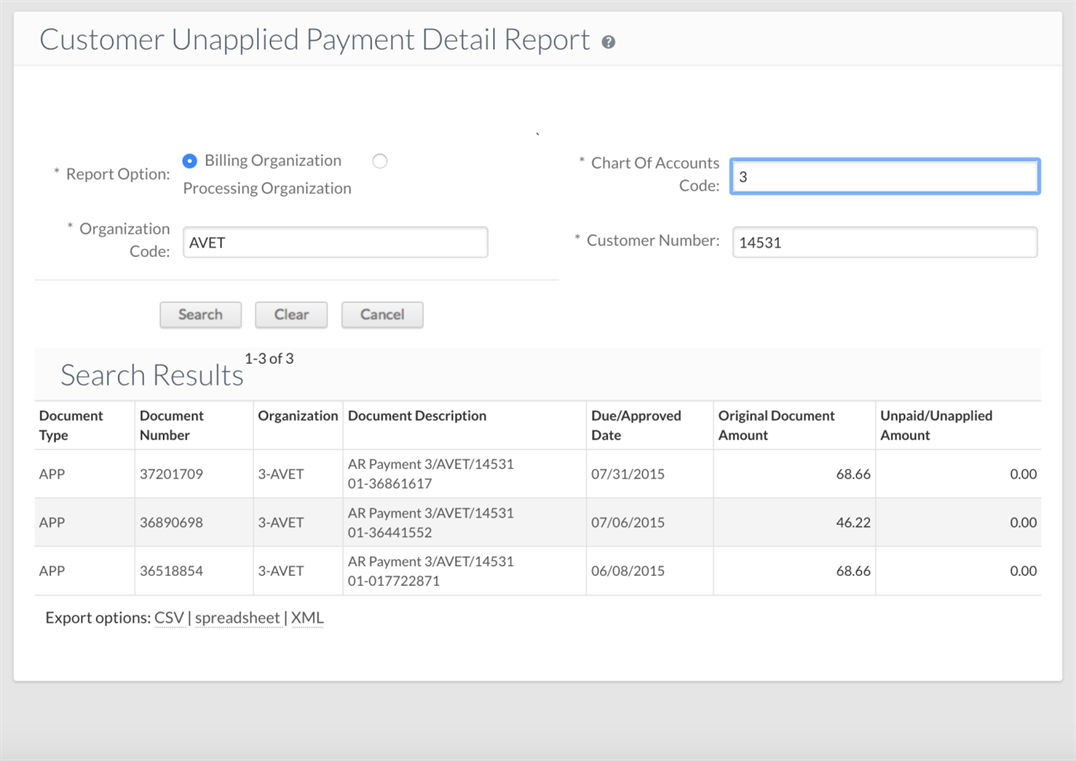 Customer Unapplied Payment Detail Report ?
`
* Report Option:
Billing Organization
Processing Organization
* Chart Of Accounts
Code:
3
* Organization
Code:
AVET
* Customer Number:
14531
Search Clear Cancel
Search Results 1-3 of 3
Document Type Document Number Organization Document Description Due/Approved Date Original Document Amount Unpaid/Unapplied Amount
APP 37201709 3-AVET AR Payment 3/AVET/14531 01-36861617 07/31/2015 68.66 0.00
APP 36890698 3-AVET AR Payment 3/AVET/14531 01-36441552 07/06/2015 46.22 0.00
APP 36518854 3-AVET AR Payment 3/AVET/14531 01-017722871 06/08/2015 68.66 0.00
Export options: CSV | spreadsheet | XML